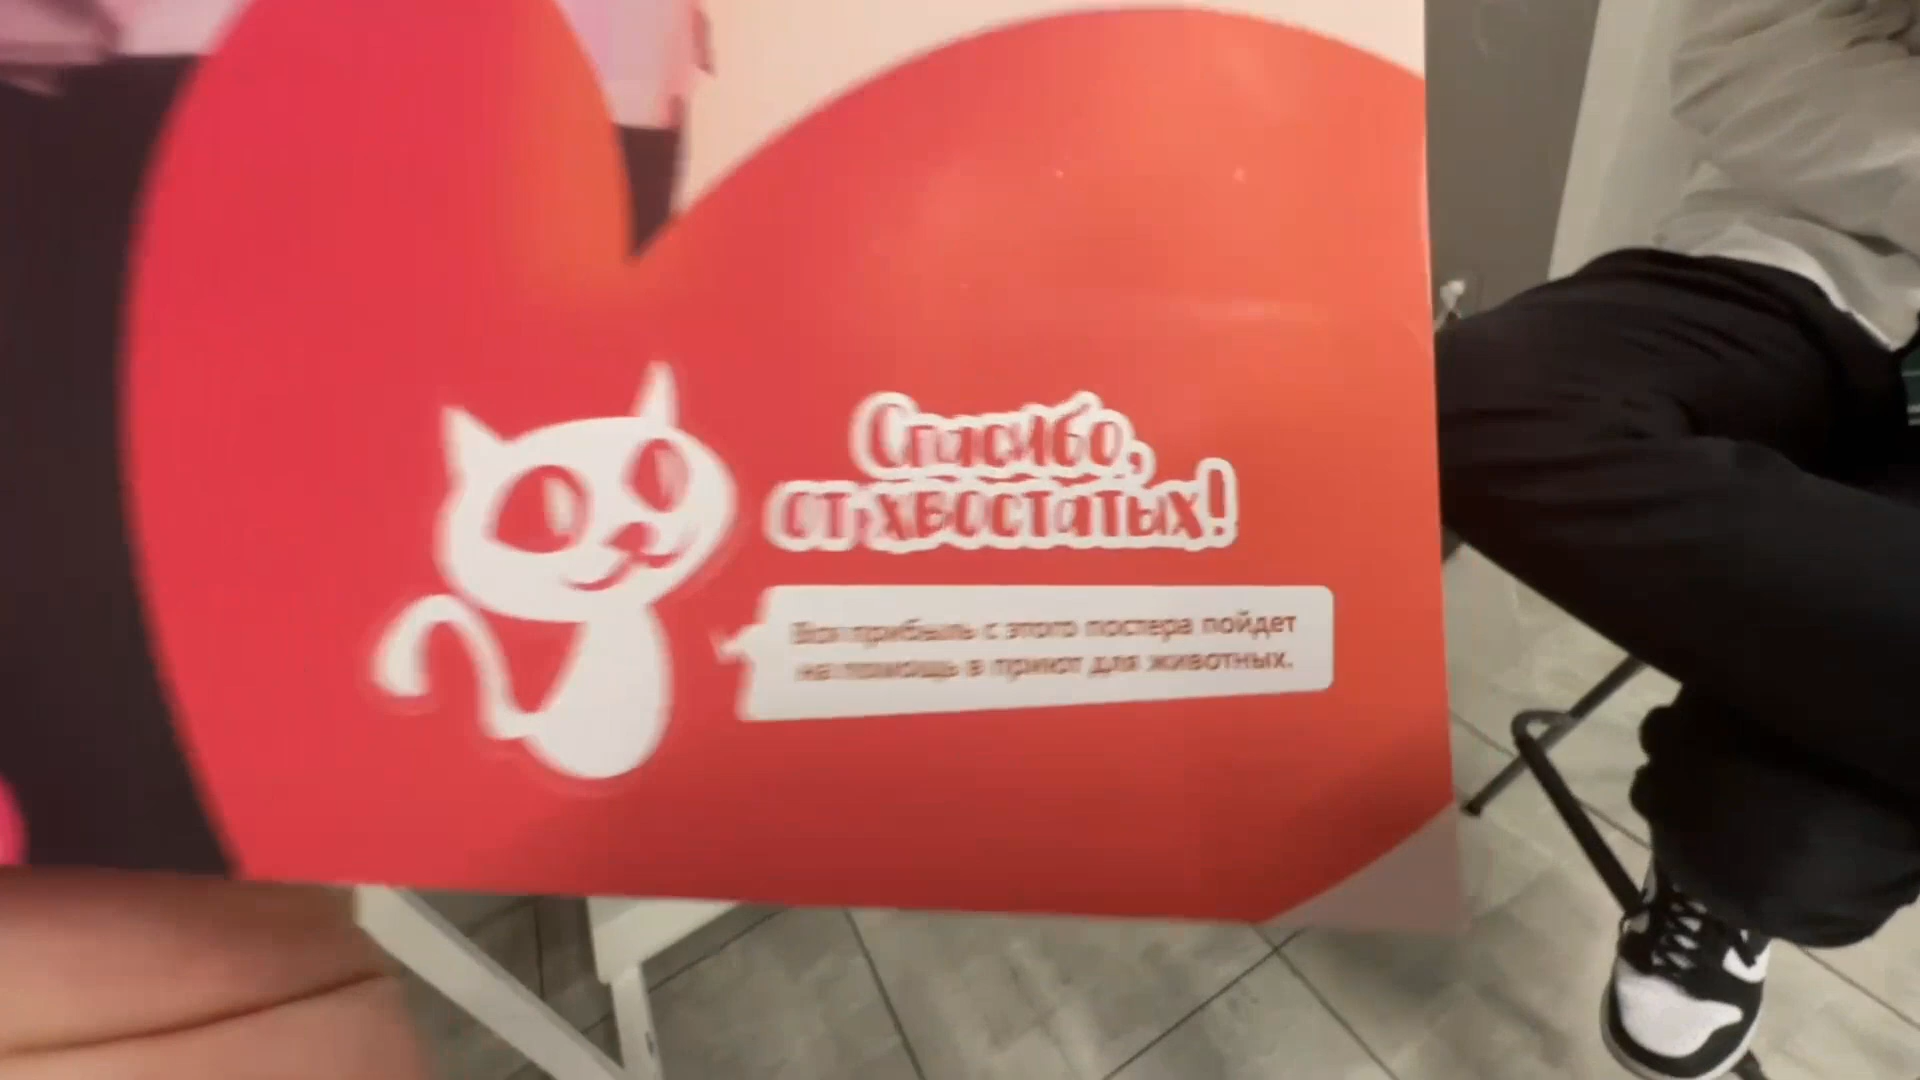 Спасибо,
от хвостатых!
Вся прибыль с этого постера пойдет
на помощь в приют для животных.